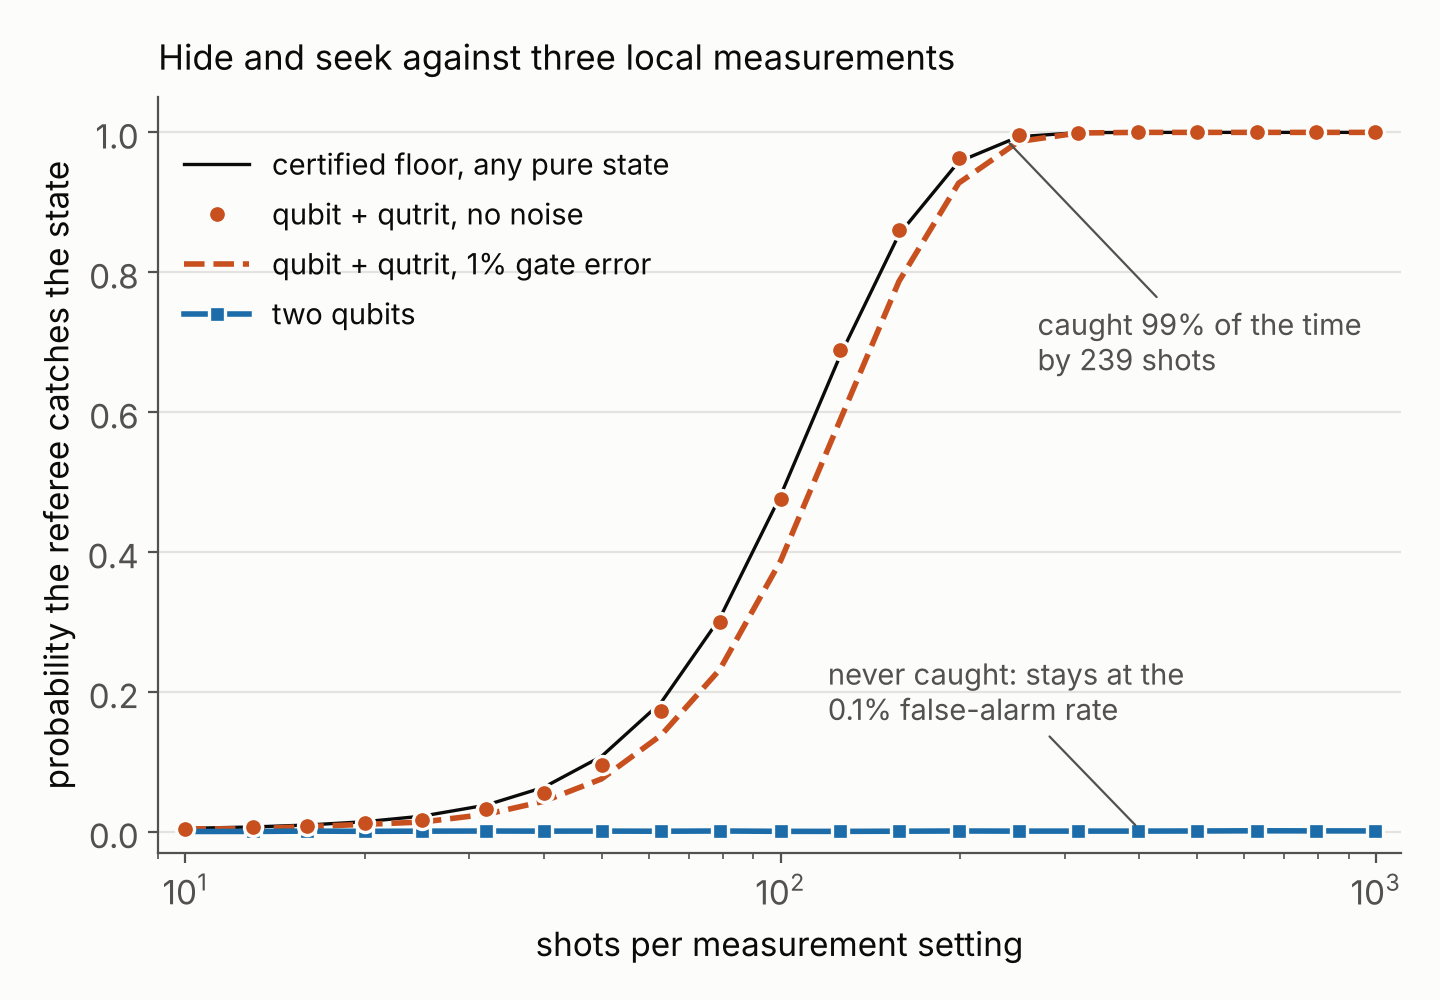 Hide and seek against three local measurements
probability the referee catches the state
1.0
0.8
0.6
0.4
0.2
0.0
certified floor, any pure state
qubit + qutrit, no noise
qubit + qutrit, 1% gate error
two qubits
caught 99% of the time
by 239 shots
never caught: stays at the
0.1% false-alarm rate
10¹
10²
10³
shots per measurement setting